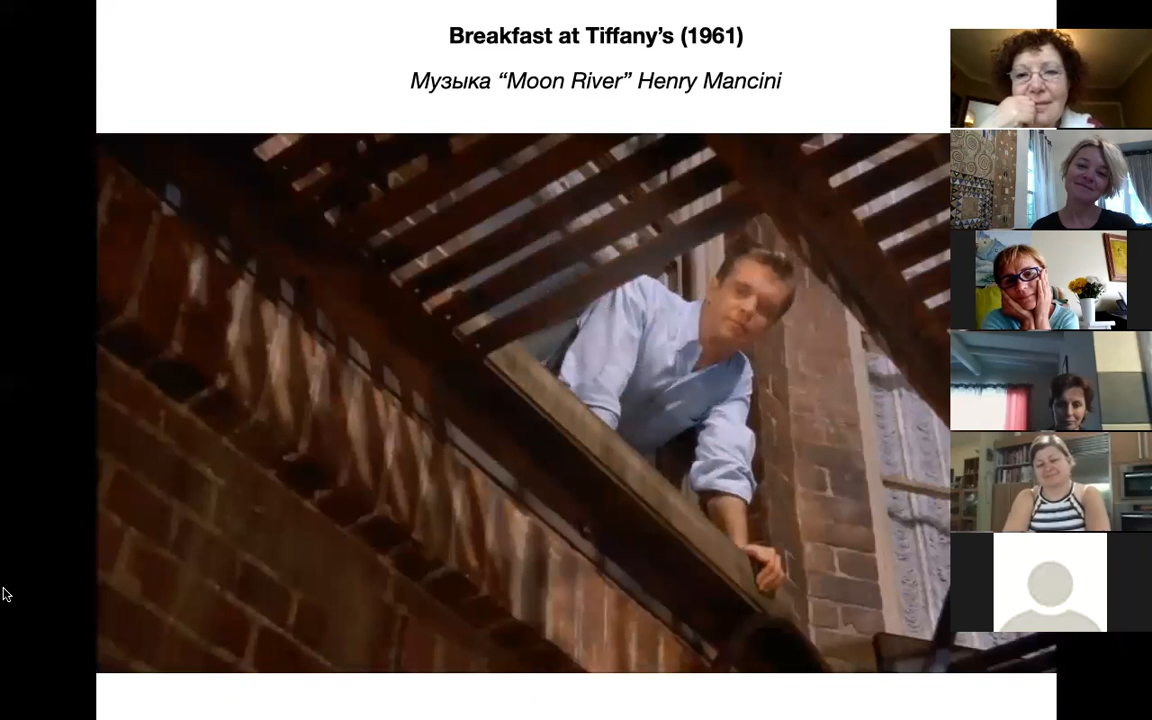 Breakfast at Tiffany’s (1961)
Музыка “Moon River” Henry Mancini